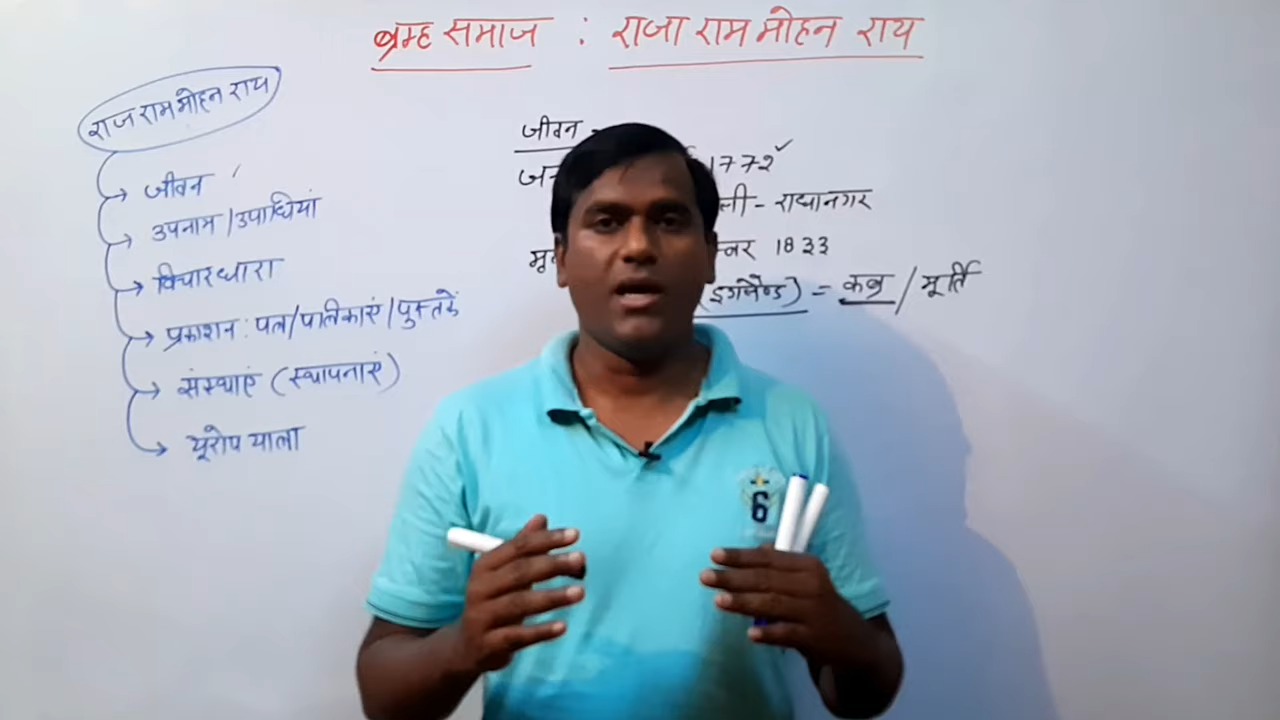 ब्रम्ह समाज : राजा राम मोहन राय
राज राम मोहन राय
जीवन
उपनाम / उपाधियां
विचारधारा
प्रकाशन : पत्र/पत्रिकाएं/पुस्तकें
संस्थाएं (स्थापनाएं)
यूरोप यात्रा
जीवन -
1772
ली - राधानगर
1833
(इंग्लैण्ड) = कब्र / मूर्ति
6